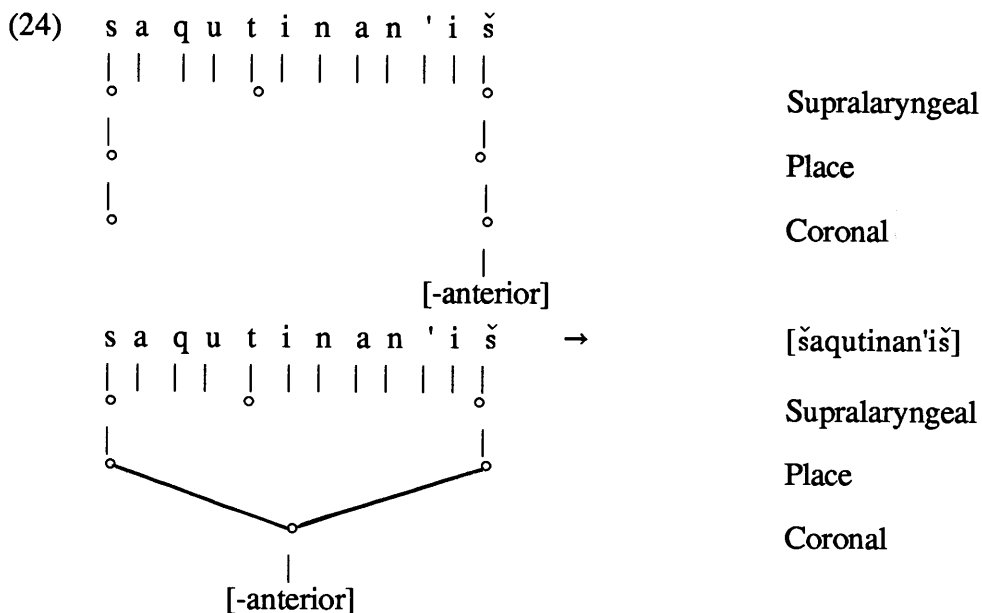 (24) s a q u t i n a n ' i š
Supralaryngeal
Place
Coronal
[-anterior]
s a q u t i n a n ' i š → [šaqutinan'iš]
Supralaryngeal
Place
Coronal
[-anterior]